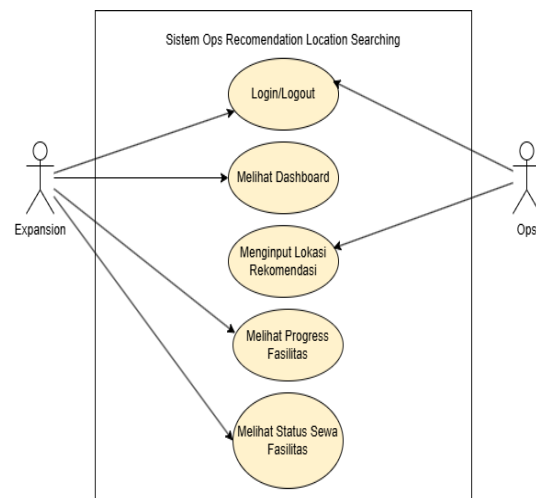 Sistem Ops Recomendation Location Searching
Login/Logout
Melihat Dashboard
Expansion
Ops
Menginput Lokasi
Rekomendasi
Melihat Progress
Fasilitas
Melihat Status Sewa
Fasilitas